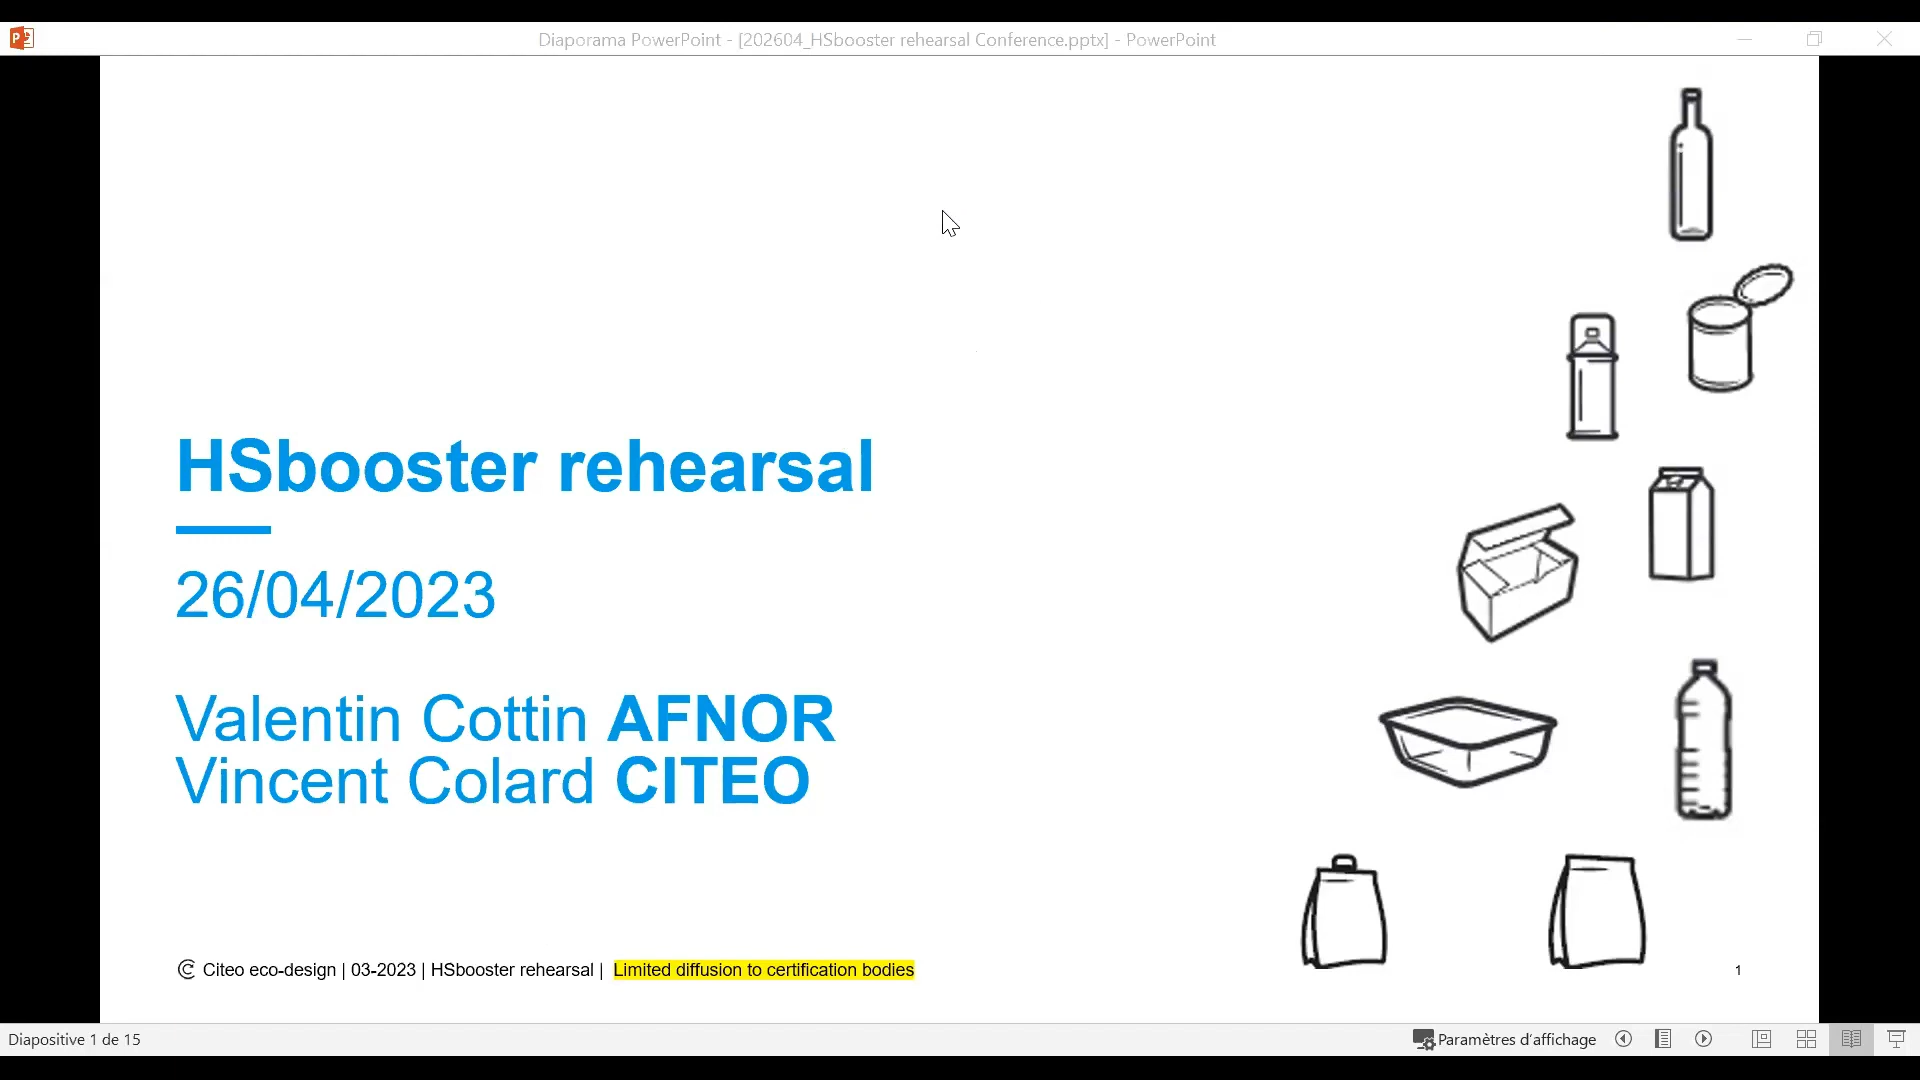 Diaporama PowerPoint - [202604_HSbooster rehearsal Conference.pptx] - PowerPoint
HSbooster rehearsal
26/04/2023
Valentin Cottin AFNOR
Vincent Colard CITEO
Citeo eco-design | 03-2023 | HSbooster rehearsal | Limited diffusion to certification bodies
1
Diapositive 1 de 15
Paramètres d'affichage